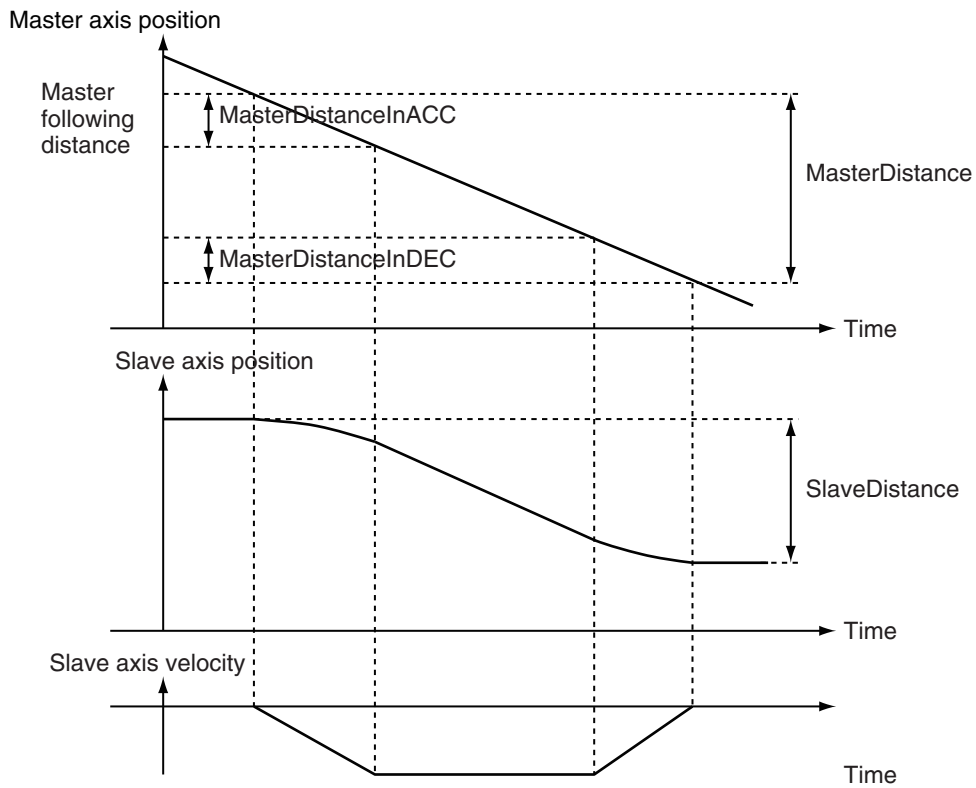 Master axis position
Master
following
distance
MasterDistanceInACC
MasterDistance
MasterDistanceInDEC
Time
Slave axis position
SlaveDistance
Time
Slave axis velocity
Time